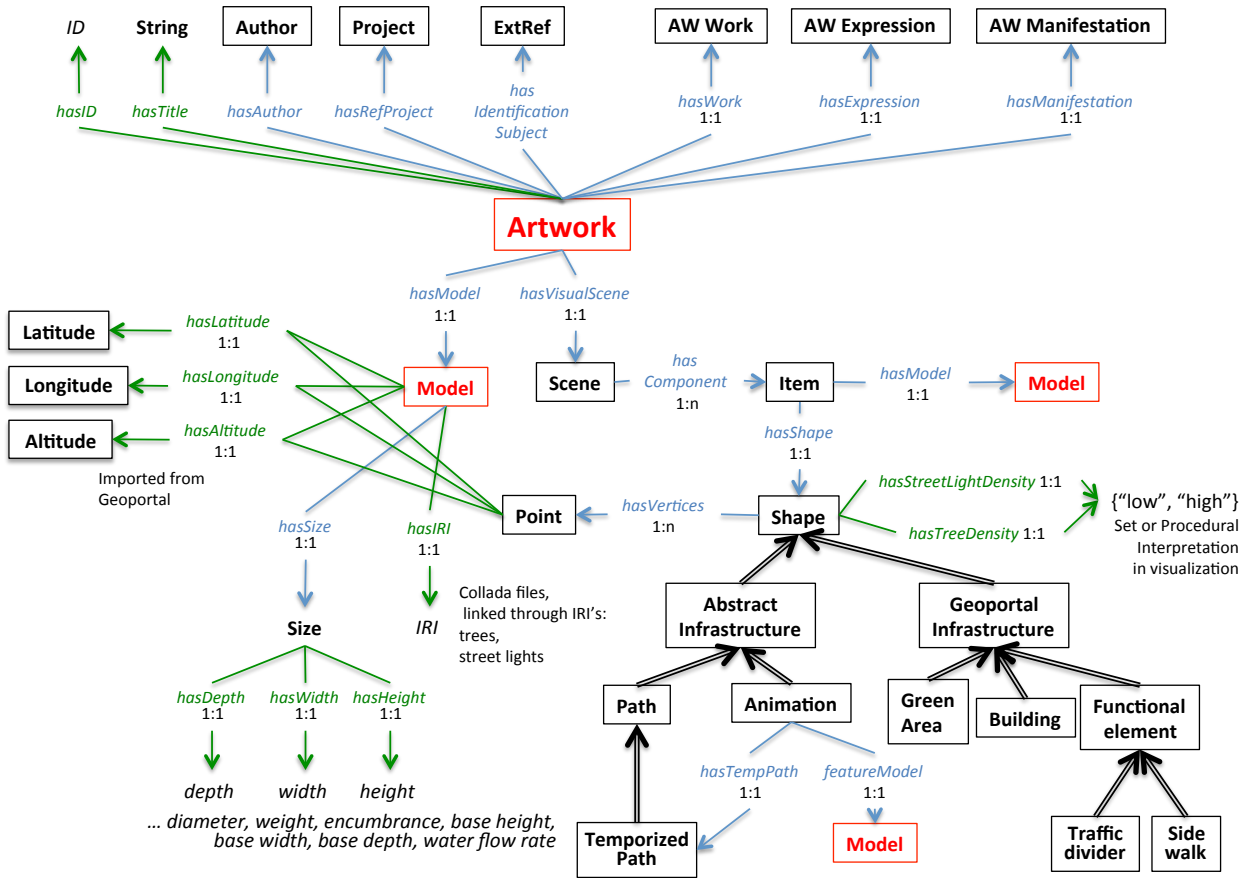 ID
String
Author
Project
ExtRef
AW Work
AW Expression
AW Manifestation
hasID
hasTitle
hasAuthor
hasRefProject
has
Identification
Subject
hasWork
1:1
hasExpression
1:1
hasManifestation
1:1
Artwork
hasModel
1:1
hasVisualScene
1:1
Latitude
hasLatitude
1:1
Longitude
hasLongitude
1:1
Altitude
hasAltitude
1:1
Imported from
Geoportal
Model
Scene
has
Component
1:n
Item
hasModel
1:1
Model
hasShape
1:1
hasSize
1:1
hasIRI
1:1
Point
hasVertices
1:n
Shape
hasStreetLightDensity 1:1
hasTreeDensity 1:1
{“low”, “high”}
Set or Procedural
Interpretation
in visualization
Size
IRI
Collada files,
linked through IRI's:
trees,
street lights
Abstract
Infrastructure
Geoportal
Infrastructure
hasDepth
1:1
hasWidth
1:1
hasHeight
1:1
depth
width
height
... diameter, weight, encumbrance, base height,
base width, base depth, water flow rate
Path
Animation
Green
Area
Building
Functional
element
hasTempPath
1:1
featureModel
1:1
Temporized
Path
Model
Traffic
divider
Side
walk